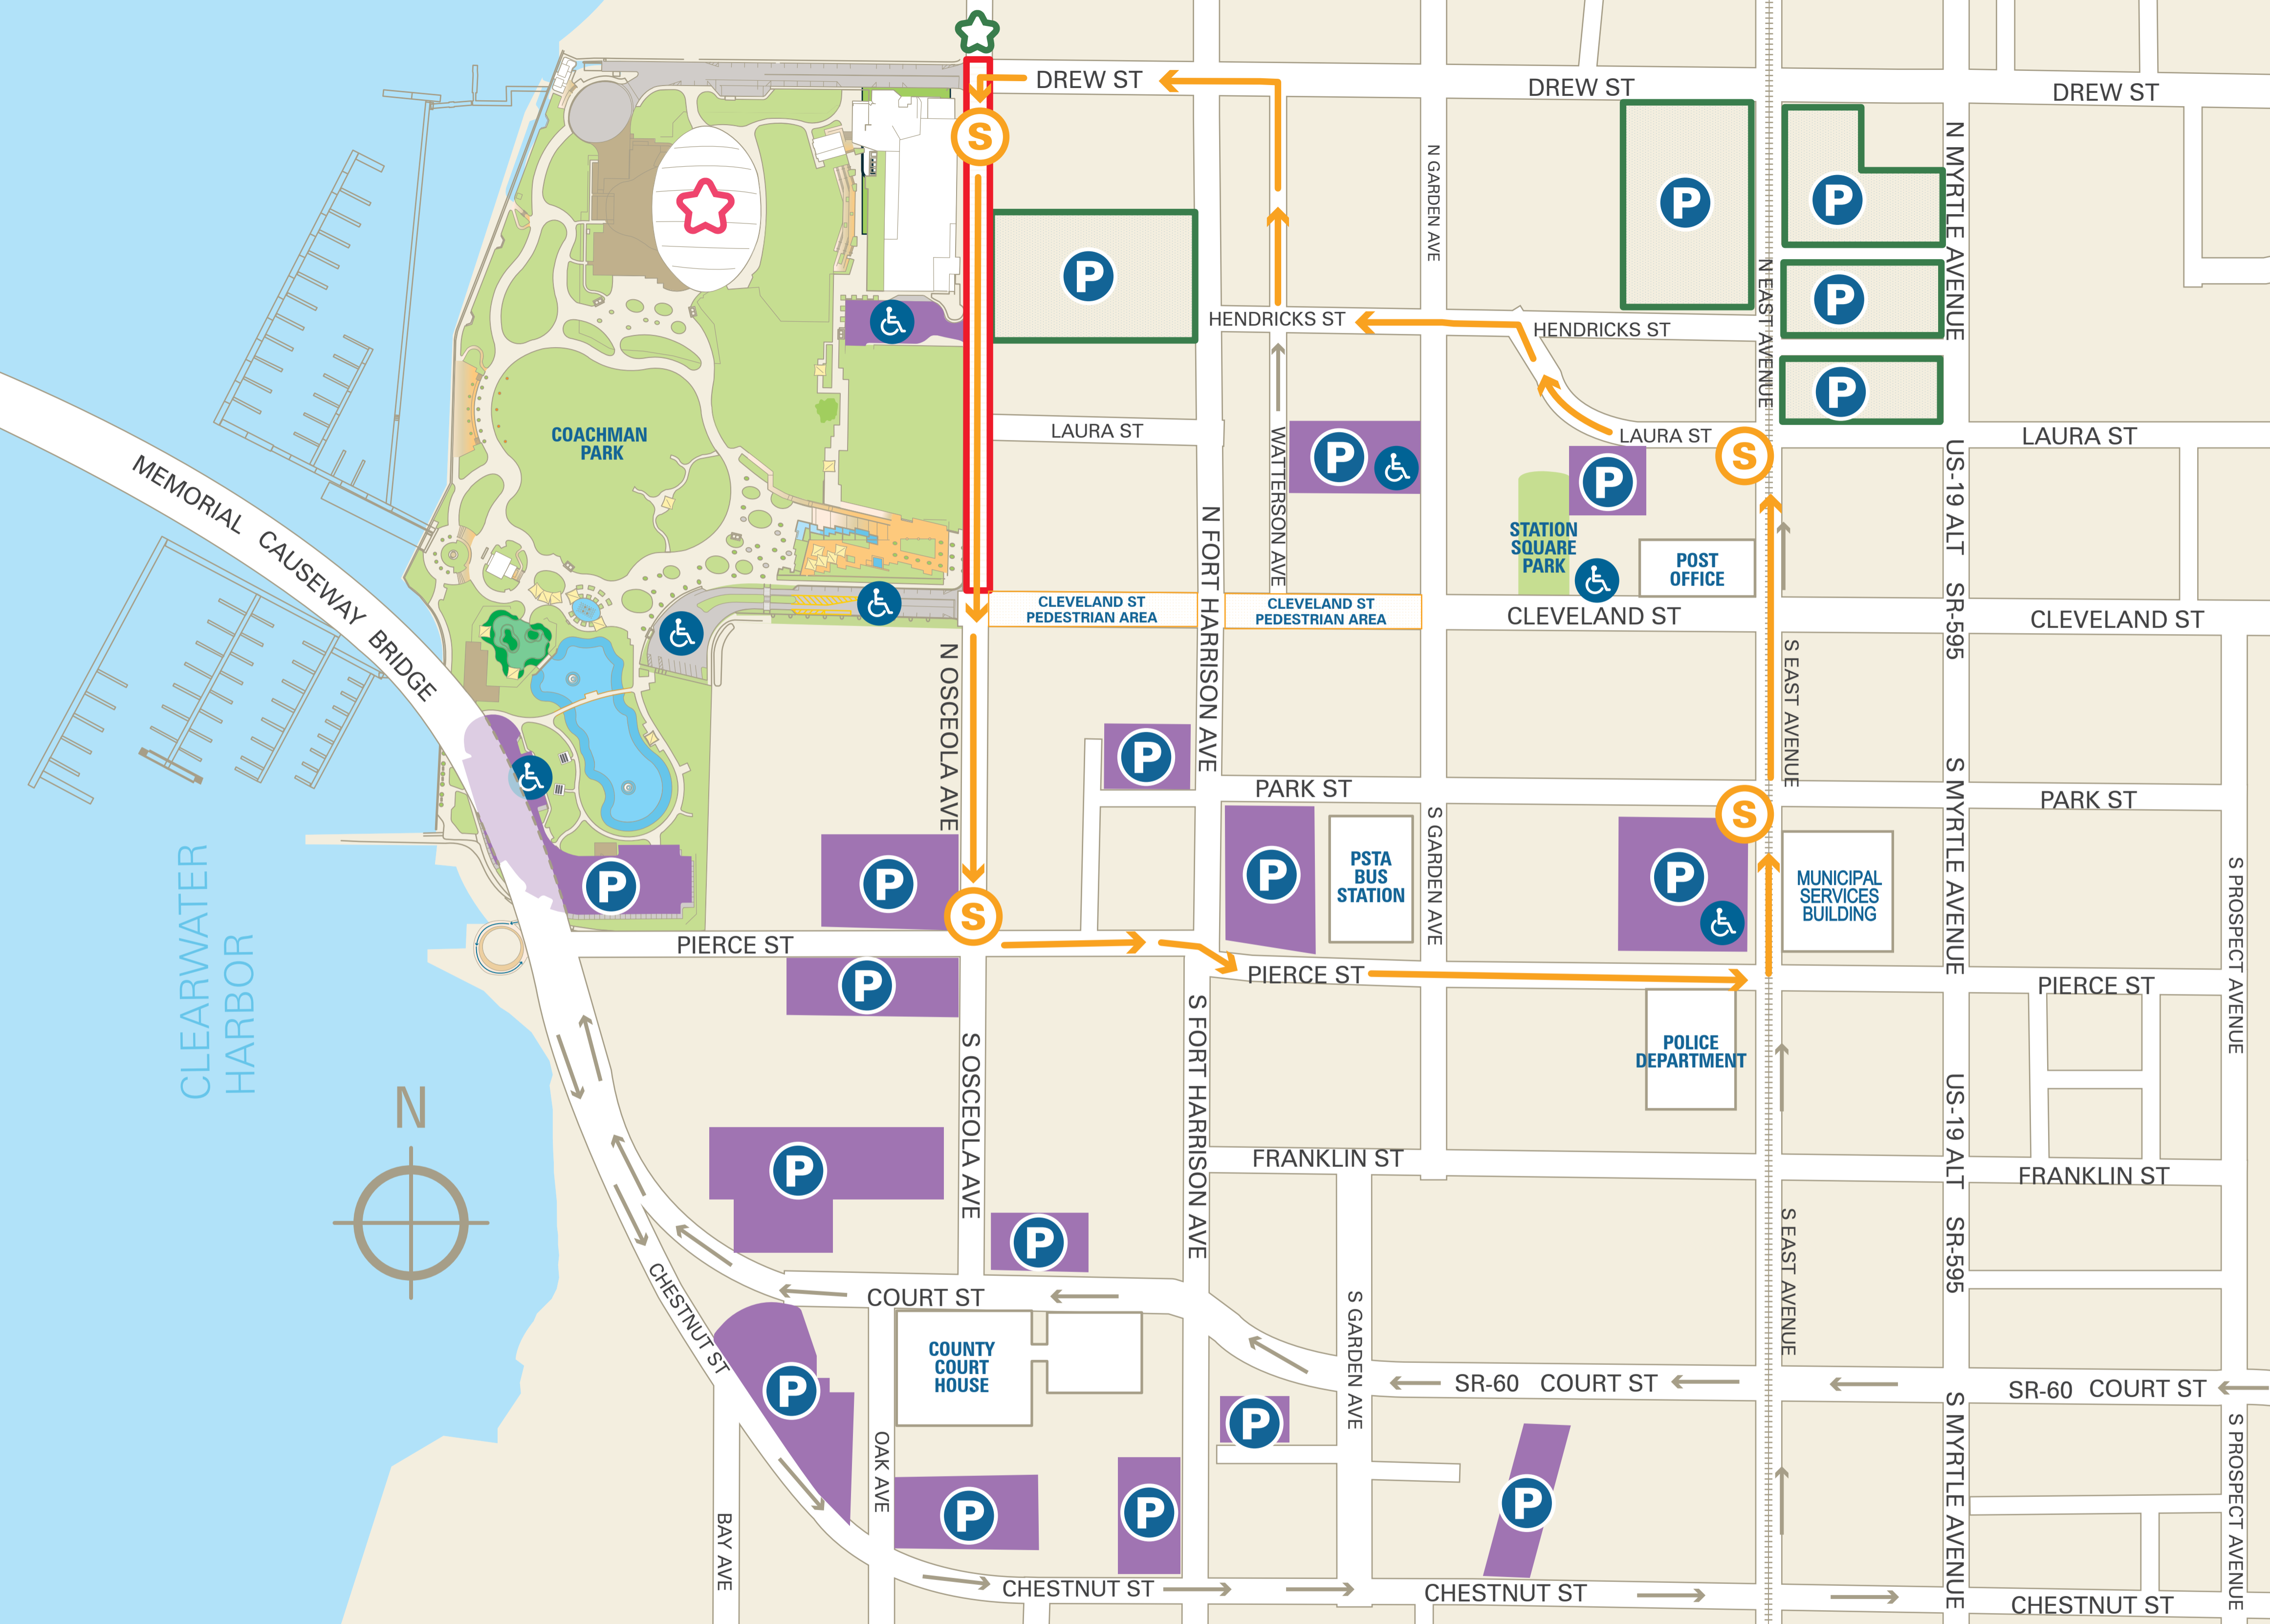 DREW ST
DREW ST
DREW ST
S
N GARDEN AVE
P
P
P
N MYRTLE AVENUE
P
P
P
N EAST AVENUE
HENDRICKS ST
HENDRICKS ST
COACHMAN
PARK
LAURA ST
LAURA ST
LAURA ST
S
P
P
WATTERSON AVE
MEMORIAL CAUSEWAY BRIDGE
N FORT HARRISON AVE
US-19 ALT
SR-595
STATION
SQUARE
PARK
POST
OFFICE
CLEVELAND ST
PEDESTRIAN AREA
CLEVELAND ST
PEDESTRIAN AREA
CLEVELAND ST
CLEVELAND ST
N OSCEOLA AVE
S EAST AVENUE
P
PARK ST
PARK ST
S
S MYRTLE AVENUE
S GARDEN AVE
P
P
P
PSTA
BUS
STATION
P
MUNICIPAL
SERVICES
BUILDING
S PROSPECT AVENUE
S
CLEARWATER
HARBOR
PIERCE ST
PIERCE ST
PIERCE ST
P
S OSCEOLA AVE
S FORT HARRISON AVE
POLICE
DEPARTMENT
US-19 ALT
SR-595
N
P
FRANKLIN ST
FRANKLIN ST
S EAST AVENUE
P
CHESTNUT ST
COURT ST
S GARDEN AVE
COUNTY
COURT
HOUSE
SR-60 COURT ST
SR-60 COURT ST
P
P
S MYRTLE AVENUE
S PROSPECT AVENUE
OAK AVE
BAY AVE
P
P
P
CHESTNUT ST
CHESTNUT ST
CHESTNUT ST